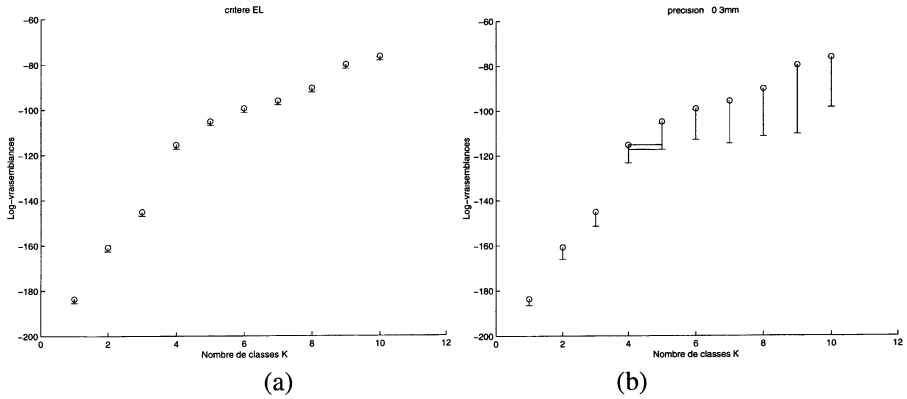 critere EL
-60
-80
-100
-120
-140
-160
-180
-200
Log-vraisemblances
0 2 4 6 8 10 12
Nombre de classes K
(a)
precision 0 3mm
-60
-80
-100
-120
-140
-160
-180
-200
Log-vraisemblances
0 2 4 6 8 10 12
Nombre de classes K
(b)